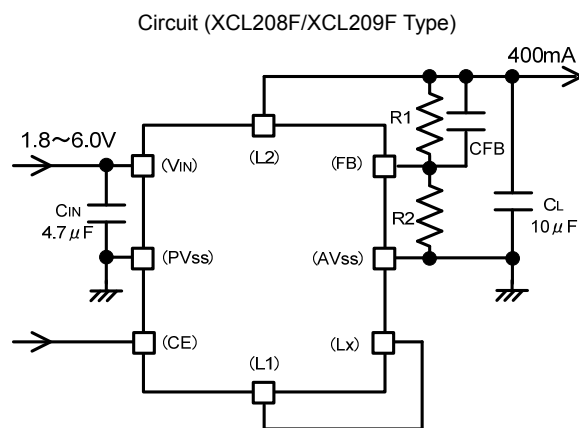 Circuit (XCL208F/XCL209F Type)
400mA
R1
CFB
1.8～6.0V
(L2)
(VIN)
(FB)
CIN
4.7μF
R2
CL
10μF
(PVss)
(AVss)
(CE)
(Lx)
(L1)